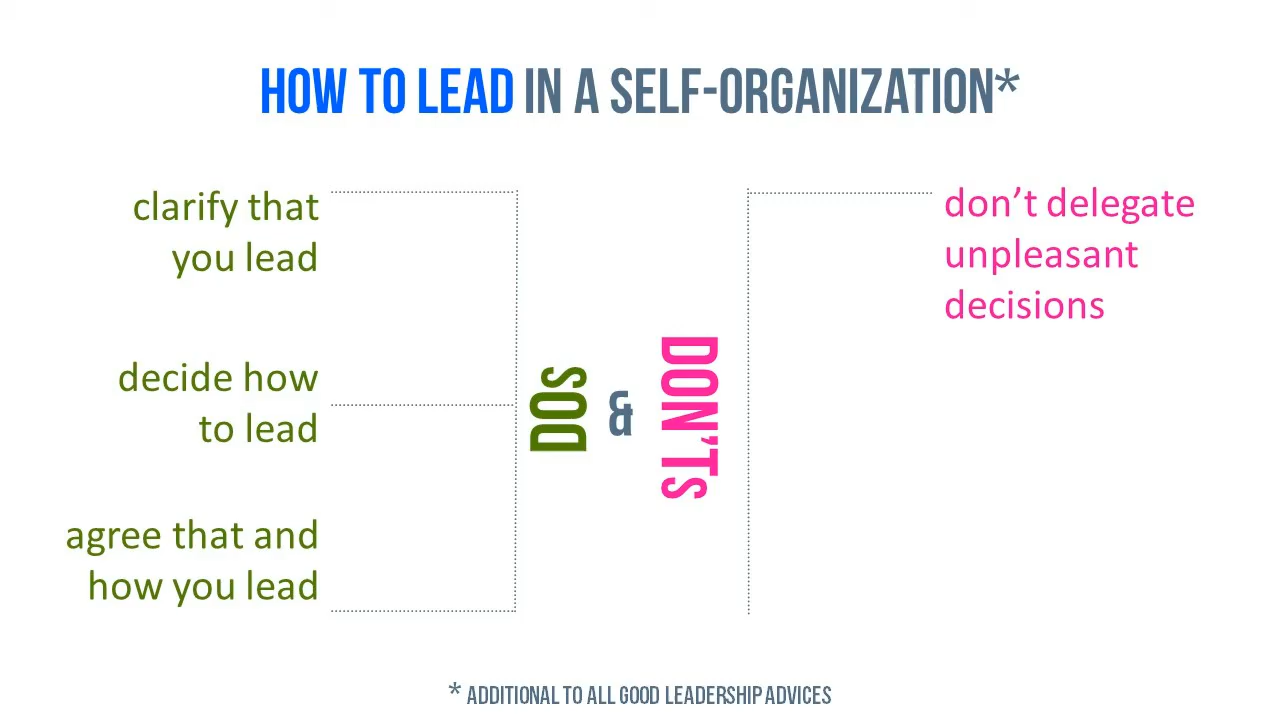 HOW TO LEAD IN A SELF-ORGANIZATION*
clarify that
you lead
decide how
to lead
agree that and
how you lead
DOs
&
DON'Ts
don't delegate
unpleasant
decisions
* ADDITIONAL TO ALL GOOD LEADERSHIP ADVICES